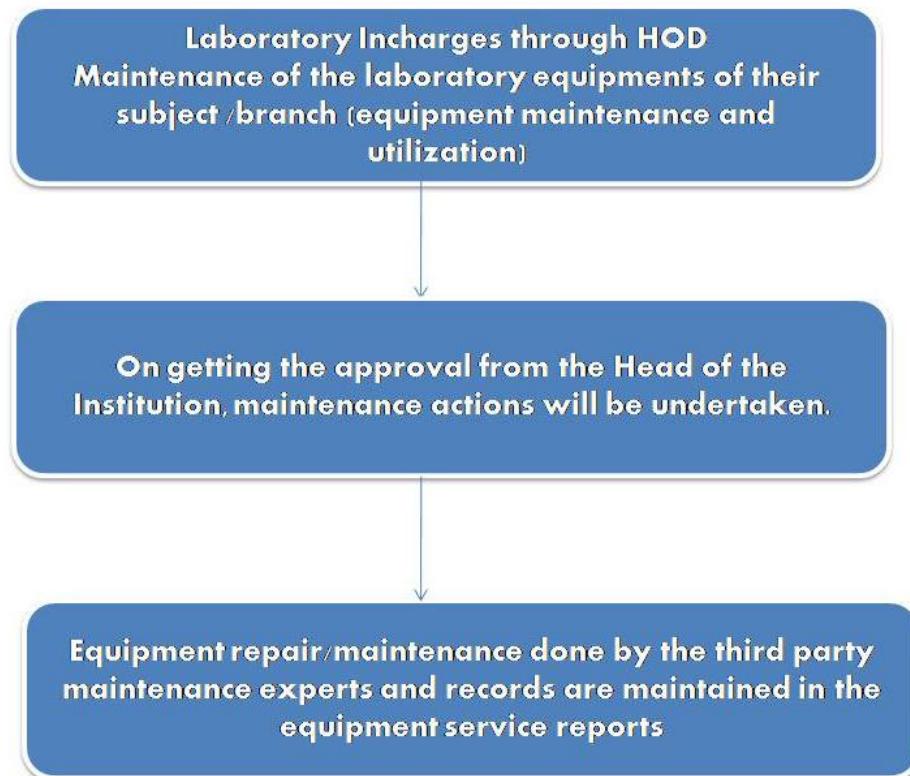 Laboratory Incharges through HOD
Maintenance of the laboratory equipments of their
subject /branch (equipment maintenance and
utilization)
On getting the approval from the Head of the
Institution, maintenance actions will be undertaken.
Equipment repair/maintenance done by the third party
maintenance experts and records are maintained in the
equipment service reports